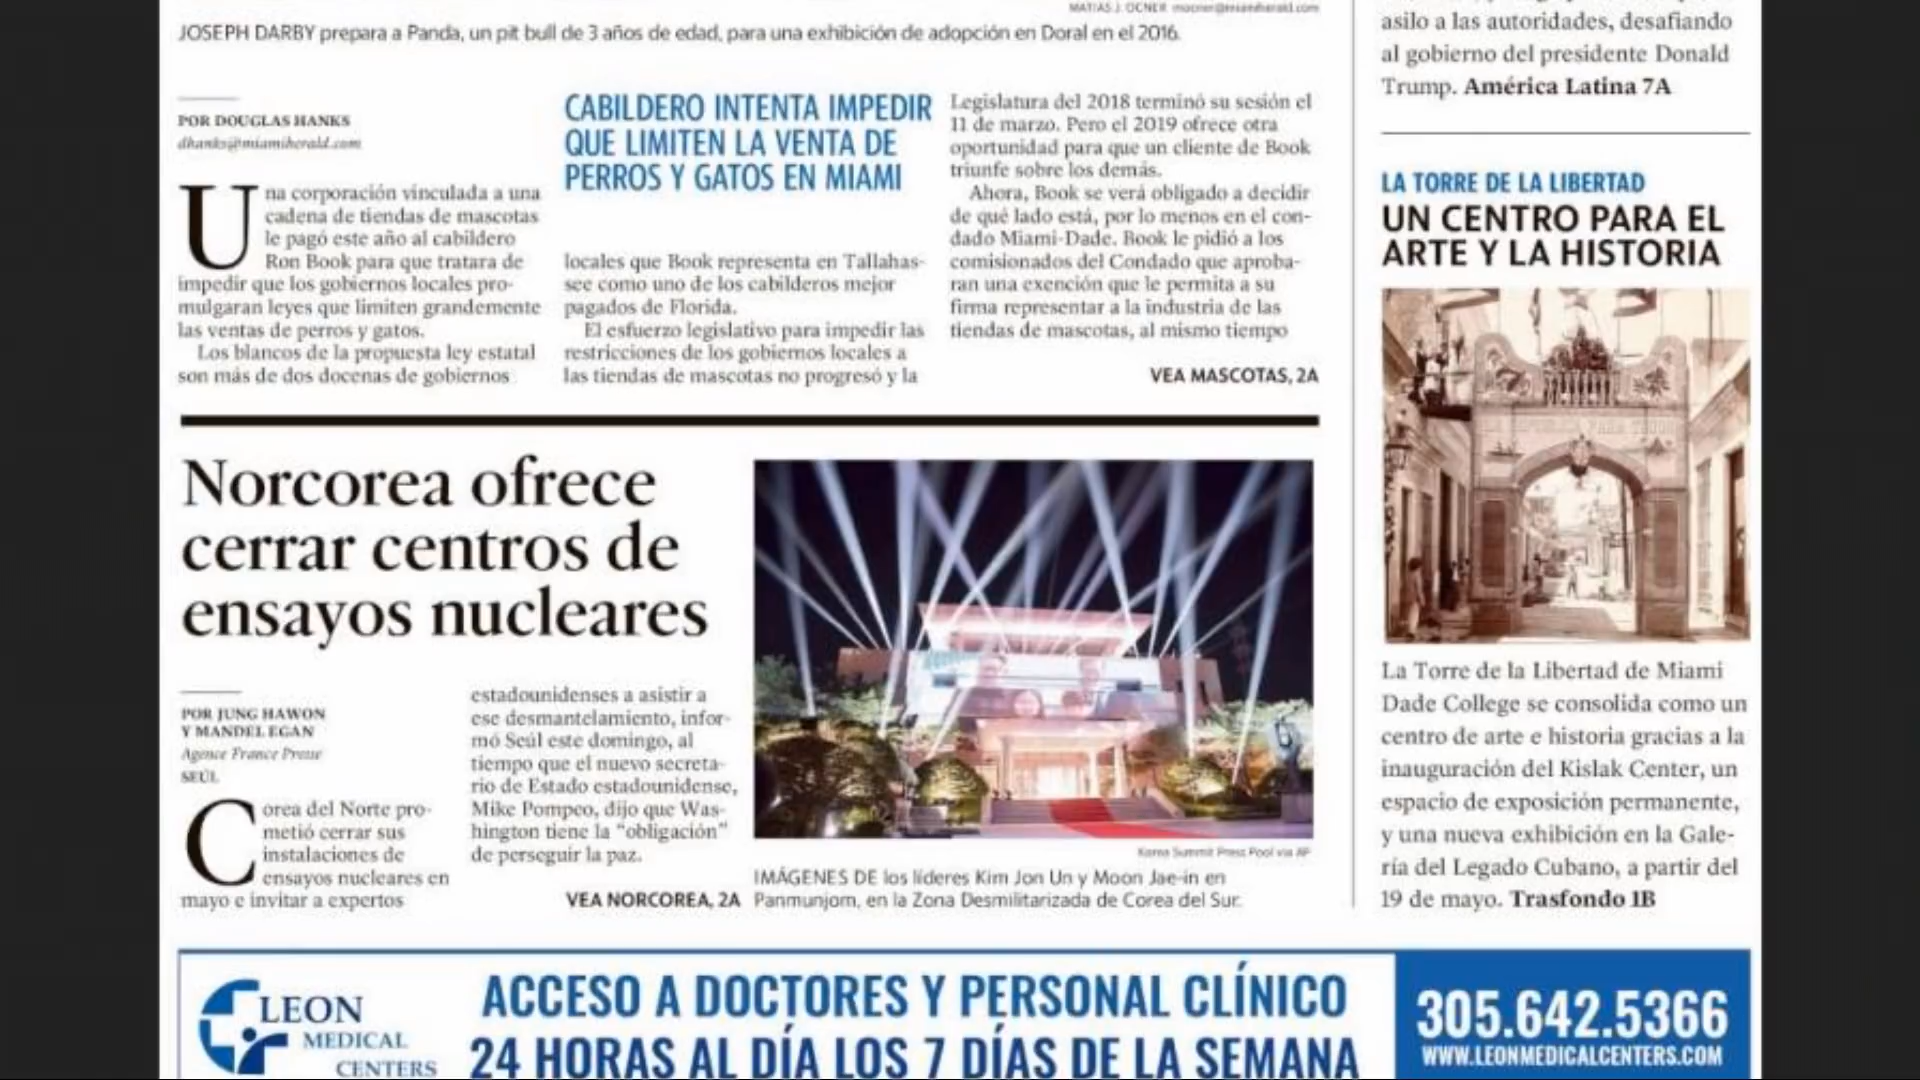 MATIAS J. OCNER mocner@miamiherald.com
JOSEPH DARBY prepara a Panda, un pit bull de 3 años de edad, para una exhibición de adopción en Doral en el 2016.
POR DOUGLAS HANKS
dhanks@miamiherald.com
Una corporación vinculada a una
cadena de tiendas de mascotas
le pagó este año al cabildero
Ron Book para que tratara de
impedir que los gobiernos locales pro-
mulgaran leyes que limiten grandemente
las ventas de perros y gatos.
Los blancos de la propuesta ley estatal
son más de dos docenas de gobiernos
CABILDERO INTENTA IMPEDIR
QUE LIMITEN LA VENTA DE
PERROS Y GATOS EN MIAMI
locales que Book representa en Tallahas-
see como uno de los cabilderos mejor
pagados de Florida.
El esfuerzo legislativo para impedir las
restricciones de los gobiernos locales a
las tiendas de mascotas no progresó y la
Legislatura del 2018 terminó su sesión el
11 de marzo. Pero el 2019 ofrece otra
oportunidad para que un cliente de Book
triunfe sobre los demás.
Ahora, Book se verá obligado a decidir
de qué lado está, por lo menos en el con-
dado Miami-Dade. Book le pidió a los
comisionados del Condado que aproba-
ran una exención que le permita a su
firma representar a la industria de las
tiendas de mascotas, al mismo tiempo
VEA MASCOTAS, 2A
Norcorea ofrece
cerrar centros de
ensayos nucleares
POR JUNG HAWON
Y MANDEL EGAN
Agence France Presse
SEÚL
Corea del Norte pro-
metió cerrar sus
instalaciones de
ensayos nucleares en
mayo e invitar a expertos
estadounidenses a asistir a
ese desmantelamiento, infor-
mó Seúl este domingo, al
tiempo que el nuevo secreta-
rio de Estado estadounidense,
Mike Pompeo, dijo que Was-
hington tiene la “obligación”
de perseguir la paz.
VEA NORCOREA, 2A
Korea Summit Press Pool via AP
IMÁGENES DE los líderes Kim Jon Un y Moon Jae-in en
Panmunjom, en la Zona Desmilitarizada de Corea del Sur.
asilo a las autoridades, desafiando
al gobierno del presidente Donald
Trump. América Latina 7A
LA TORRE DE LA LIBERTAD
UN CENTRO PARA EL
ARTE Y LA HISTORIA
La Torre de la Libertad de Miami
Dade College se consolida como un
centro de arte e historia gracias a la
inauguración del Kislak Center, un
espacio de exposición permanente,
y una nueva exhibición en la Gale-
ría del Legado Cubano, a partir del
19 de mayo. Trasfondo 1B
LEON
MEDICAL
CENTERS
ACCESO A DOCTORES Y PERSONAL CLÍNICO
24 HORAS AL DÍA LOS 7 DÍAS DE LA SEMANA
305.642.5366
WWW.LEONMEDICALCENTERS.COM